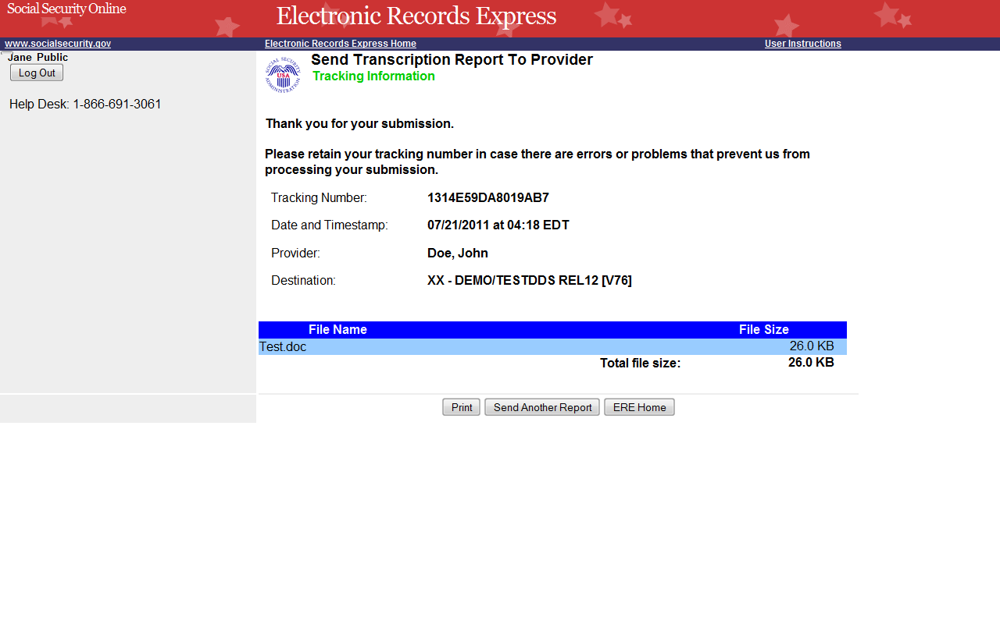 Social Security Online
Electronic Records Express
www.socialsecurity.gov Electronic Records Express Home User Instructions
Jane Public
Log Out
Help Desk: 1-866-691-3061
SOCIAL SECURITY ADMINISTRATION
USA
Send Transcription Report To Provider
Tracking Information
Thank you for your submission.
Please retain your tracking number in case there are errors or problems that prevent us from
processing your submission.
Tracking Number: 1314E59DA8019AB7
Date and Timestamp: 07/21/2011 at 04:18 EDT
Provider: Doe, John
Destination: XX - DEMO/TESTDDS REL12 [V76]
File Name File Size
Test.doc 26.0 KB
Total file size: 26.0 KB
Print Send Another Report ERE Home